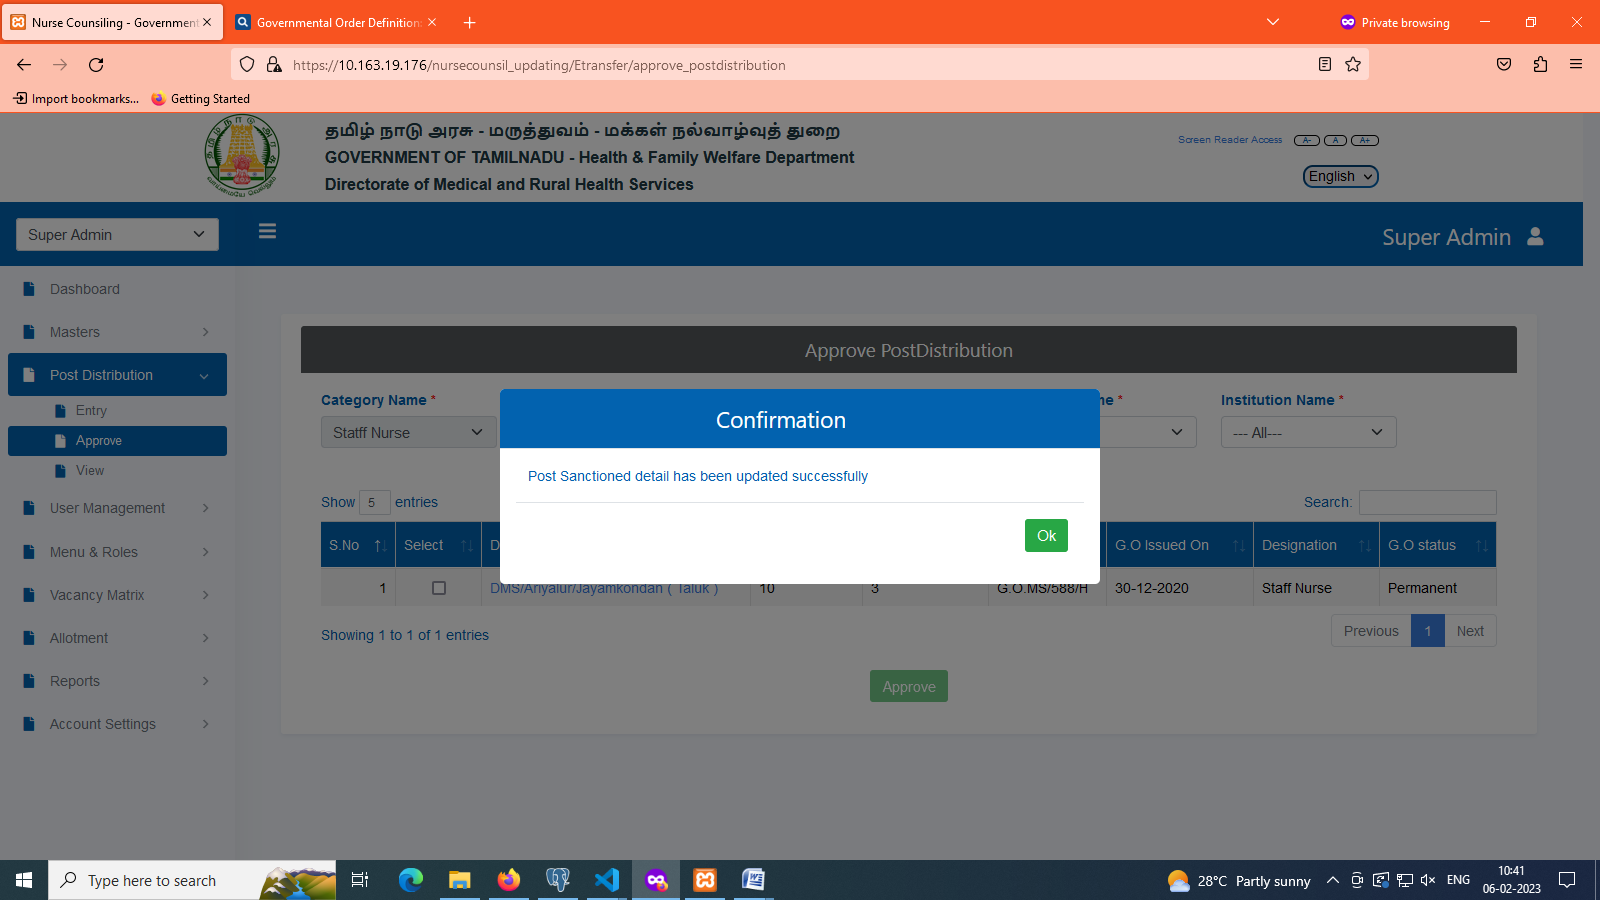 Nurse Counsiling - Government
Governmental Order Definition
Private browsing
https://10.163.19.176/nursecounsil_updating/Etransfer/approve_postdistribution
Import bookmarks...
Getting Started
தமிழ் நாடு அரசு - மருத்துவம் - மக்கள் நல்வாழ்வுத் துறை
GOVERNMENT OF TAMILNADU - Health & Family Welfare Department
Directorate of Medical and Rural Health Services
Screen Reader Access A- A A+
English
Super Admin
Super Admin
Dashboard
Masters
Post Distribution
Entry
Approve
View
User Management
Menu & Roles
Vacancy Matrix
Allotment
Reports
Account Settings
Approve PostDistribution
Category Name *
me *
Institution Name *
Statff Nurse
--- All---
Confirmation
Post Sanctioned detail has been updated successfully
Ok
Show 5 entries
Search:
S.No Select D G.O Issued On Designation G.O status
1 DMS/Ariyalur/Jayamkondan ( Taluk ) 10 3 G.O.MS/588/H 30-12-2020 Staff Nurse Permanent
Showing 1 to 1 of 1 entries
Previous 1 Next
Approve
Type here to search
28°C Partly sunny
ENG
10:41
06-02-2023